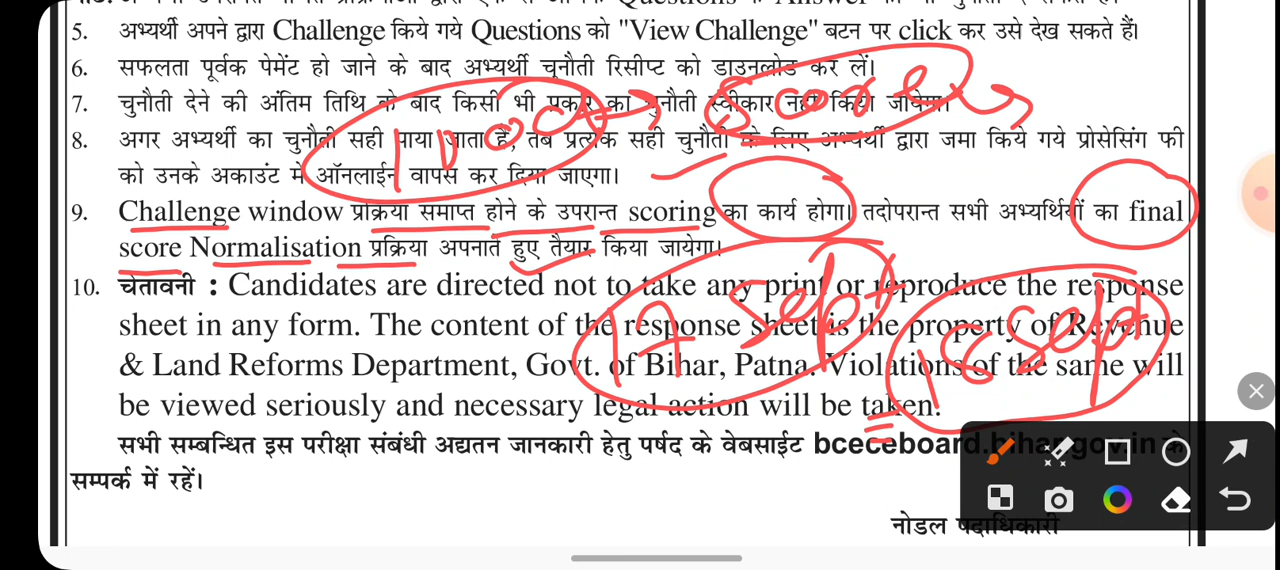 5. अभ्यर्थी अपने द्वारा Challenge किये गये Questions को "View Challenge" बटन पर click कर उसे देख सकते हैं।
6. सफलता पूर्वक पेमेंट हो जाने के बाद अभ्यर्थी चुनौती रिसीप्ट को डाउनलोड कर लें।
7. चुनौती देने की अंतिम तिथि के बाद किसी भी प्रकार का चुनौती स्वीकार नहीं किया जायेगा।
8. अगर अभ्यर्थी का चुनौती सही पाया जाता है, तब प्रत्येक सही चुनौती के लिए अभ्यर्थी द्वारा जमा किये गये प्रोसेसिंग फी
को उनके अकाउंट में ऑनलाईन वापस कर दिया जाएगा।
Score
9. Challenge window प्रक्रिया समाप्त होने के उपरान्त scoring का कार्य होगा। तदोपरान्त सभी अभ्यर्थियों का final
score Normalisation प्रक्रिया अपनाते हुए तैयार किया जायेगा।
10. चेतावनी : Candidates are directed not to take any print or reproduce the response
sheet in any form. The content of the response sheet is the property of Revenue
& Land Reforms Department, Govt. of Bihar, Patna. Violations of the same will
be viewed seriously and necessary legal action will be taken.
17 Sept
18 Sept
सभी सम्बन्धित इस परीक्षा संबंधी अद्यतन जानकारी हेतु पर्षद के वेबसाईट bceceboard.bihar.gov.in के
सम्पर्क में रहें।
नोडल पदाधिकारी